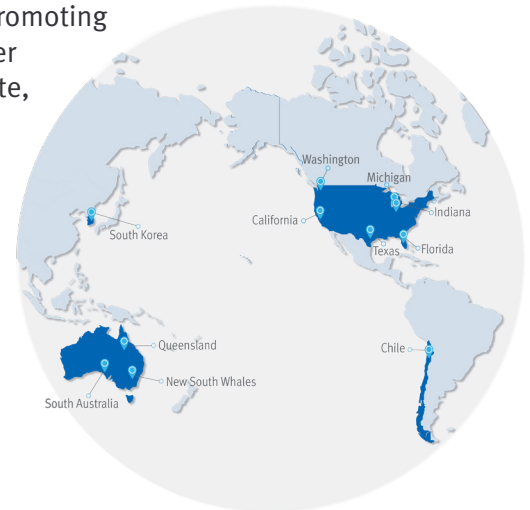 romoting
er
te,
Washington
Michigan
California
Indiana
South Korea
Texas
Florida
Queensland
Chile
New South Whales
South Australia